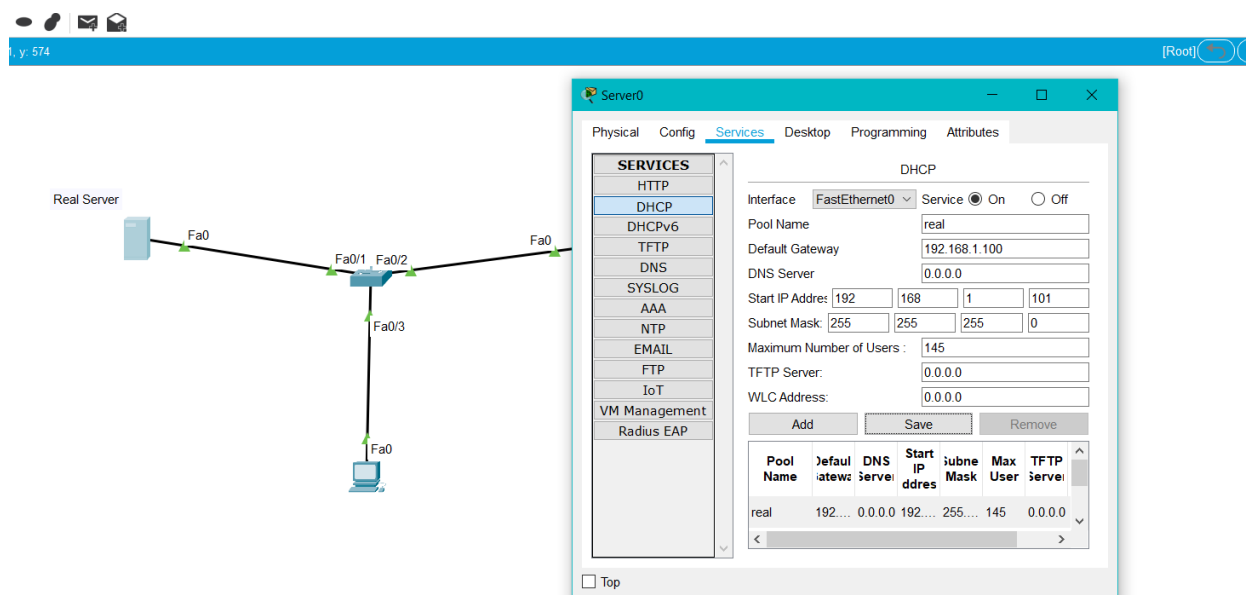 , y: 574
[Root]
Server0
Physical Config Services Desktop Programming Attributes
Real Server
Fa0
Fa0/1 Fa0/2
Fa0
Fa0/3
Fa0
SERVICES
HTTP
DHCP
DHCPv6
TFTP
DNS
SYSLOG
AAA
NTP
EMAIL
FTP
IoT
VM Management
Radius EAP
DHCP
Interface FastEthernet0 Service On Off
Pool Name real
Default Gateway 192.168.1.100
DNS Server 0.0.0.0
Start IP Addres 192 168 1 101
Subnet Mask: 255 255 255 0
Maximum Number of Users : 145
TFTP Server: 0.0.0.0
WLC Address: 0.0.0.0
Add Save Remove
Pool Name Defaul Gatewa DNS Server Start IP ddres Subne Mask Max User TFTP Server
real 192.... 0.0.0.0 192.... 255.... 145 0.0.0.0
Top